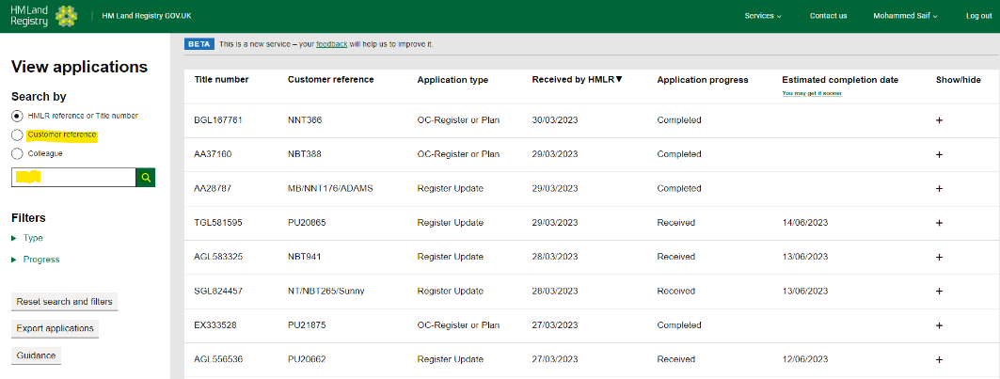 HM Land Registry
HM Land Registry GOV.UK
Services
Contact us
Mohammed Saif
Log out
BETA This is a new service – your feedback will help us to improve it.
View applications
Search by
HMLR reference or Title number
Customer reference
Colleague
Filters
Type
Progress
Reset search and filters
Export applications
Guidance
Title number Customer reference Application type Received by HMLR▼ Application progress Estimated completion date Show/hide
You may get it sooner
BGL167761 NNT366 OC-Register or Plan 30/03/2023 Completed +
AA37160 NBT388 OC-Register or Plan 29/03/2023 Completed +
AA28787 MB/NNT176/ADAMS Register Update 29/03/2023 Completed +
TGL581595 PU20865 Register Update 29/03/2023 Received 14/06/2023 +
AGL583325 NBT941 Register Update 28/03/2023 Received 13/06/2023 +
SGL824457 NT/NBT265/Sunny Register Update 28/03/2023 Received 13/06/2023 +
EX333528 PU21875 OC-Register or Plan 27/03/2023 Completed +
AGL556536 PU20662 Register Update 27/03/2023 Received 12/06/2023 +